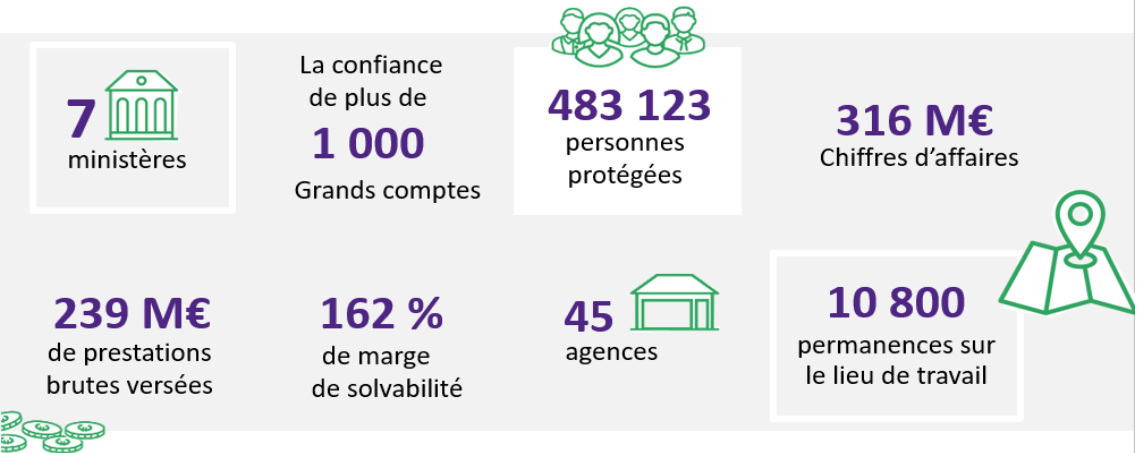 7
ministères
La confiance
de plus de
1 000
Grands comptes
483 123
personnes
protégées
316 M€
Chiffres d’affaires
239 M€
de prestations
brutes versées
162 %
de marge
de solvabilité
45
agences
10 800
permanences sur
le lieu de travail